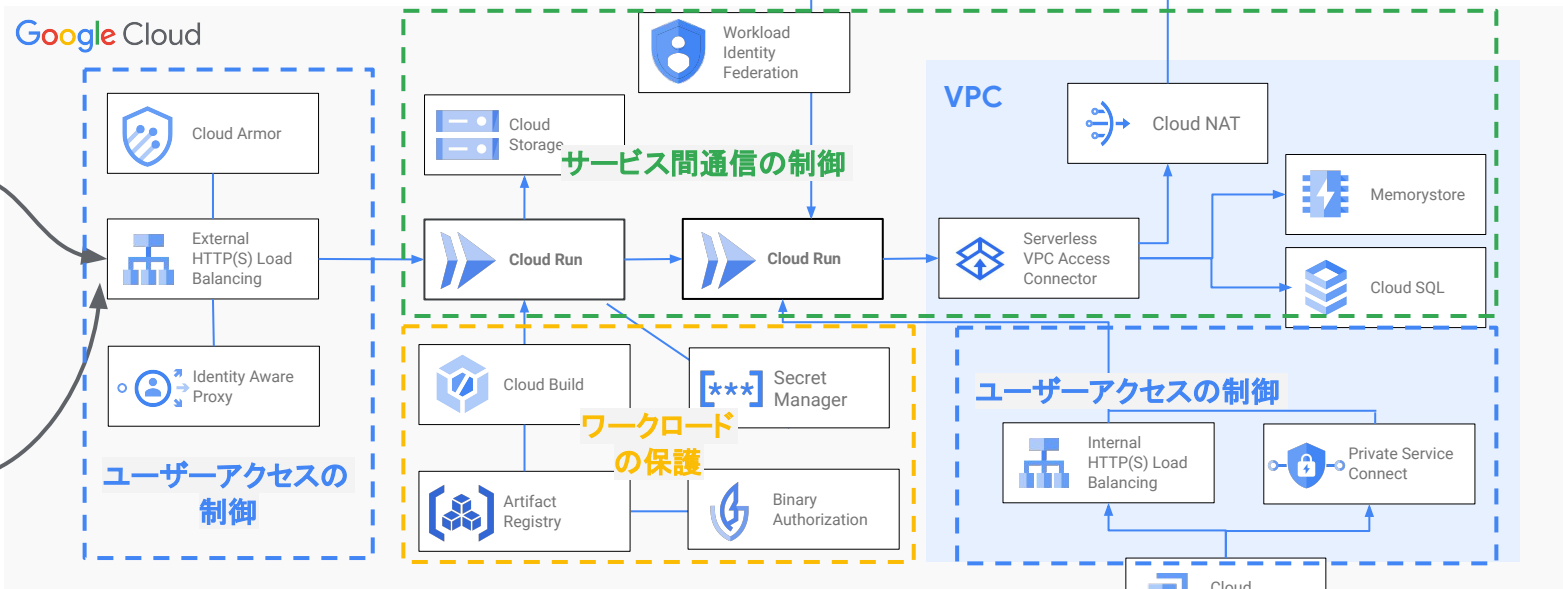 Google Cloud
Workload
Identity
Federation
VPC
Cloud Armor
Cloud
Storage
サービス間通信の制御
Cloud NAT
Memorystore
External
HTTP(S) Load
Balancing
Cloud Run
Cloud Run
Serverless
VPC Access
Connector
Cloud SQL
Identity Aware
Proxy
Cloud Build
[***]
Secret
Manager
ユーザーアクセスの制御
ワークロード
の保護
Internal
HTTP(S) Load
Balancing
Private Service
Connect
ユーザーアクセスの
制御
Artifact
Registry
Binary
Authorization
Cloud